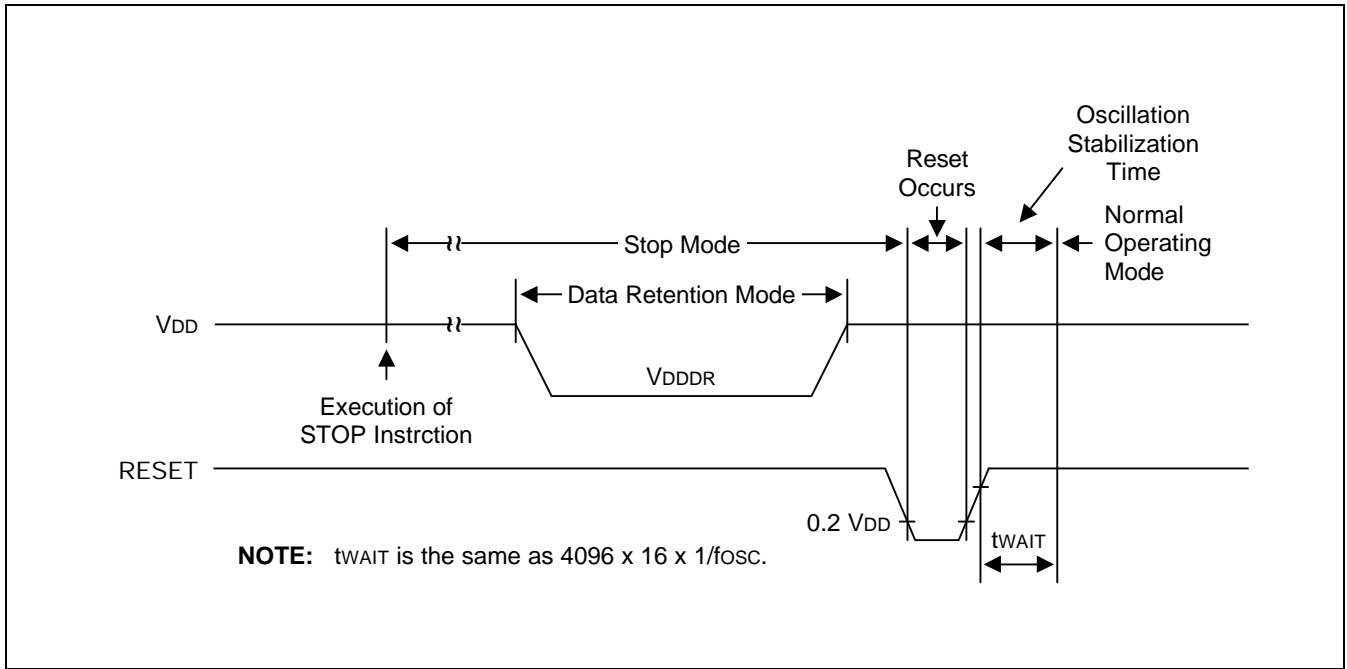 Oscillation
Stabilization
Time
Reset
Occurs
Normal
Operating
Mode
Stop Mode
Data Retention Mode
VDD
VDDDR
Execution of
STOP Instrction
RESET
0.2 VDD
tWAIT
NOTE: tWAIT is the same as 4096 x 16 x 1/fOSC.